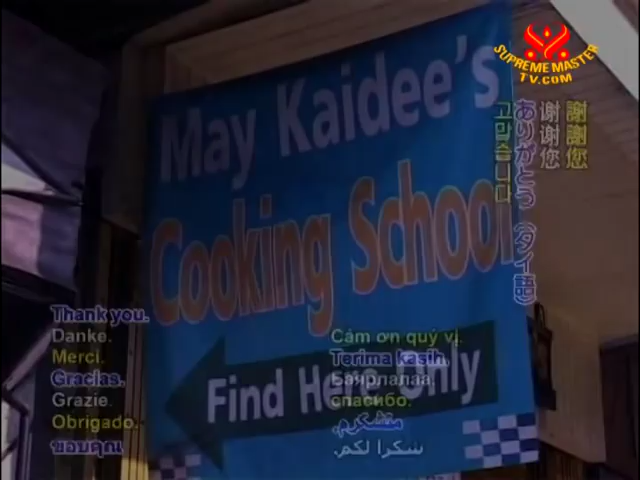 SUPREME MASTER
TV.COM
May Kaidee's
Cooking School
Find Here Only
謝謝您
谢谢您
ありがとう (タイ語)
고맙습니다
Thank you.
Danke.
Merci.
Gracias.
Grazie.
Obrigado.
ขอบคุณ
Cám ơn quý vị.
Terima kasih.
Баярлалаа.
спасибо.
متشکرم.
شكرا لكم.